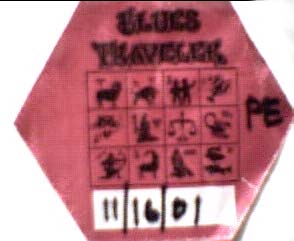 BLUES
TRAVELER
PE
11/16/01